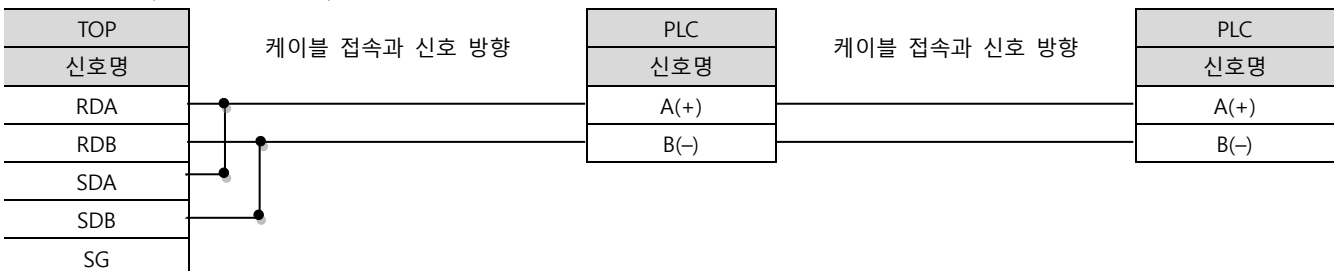 TOP 케이블 접속과 신호 방향 PLC 케이블 접속과 신호 방향 PLC
신호명 신호명 신호명
RDA A(+) A(+)
RDB B(–) B(–)
SDA
SDB
SG